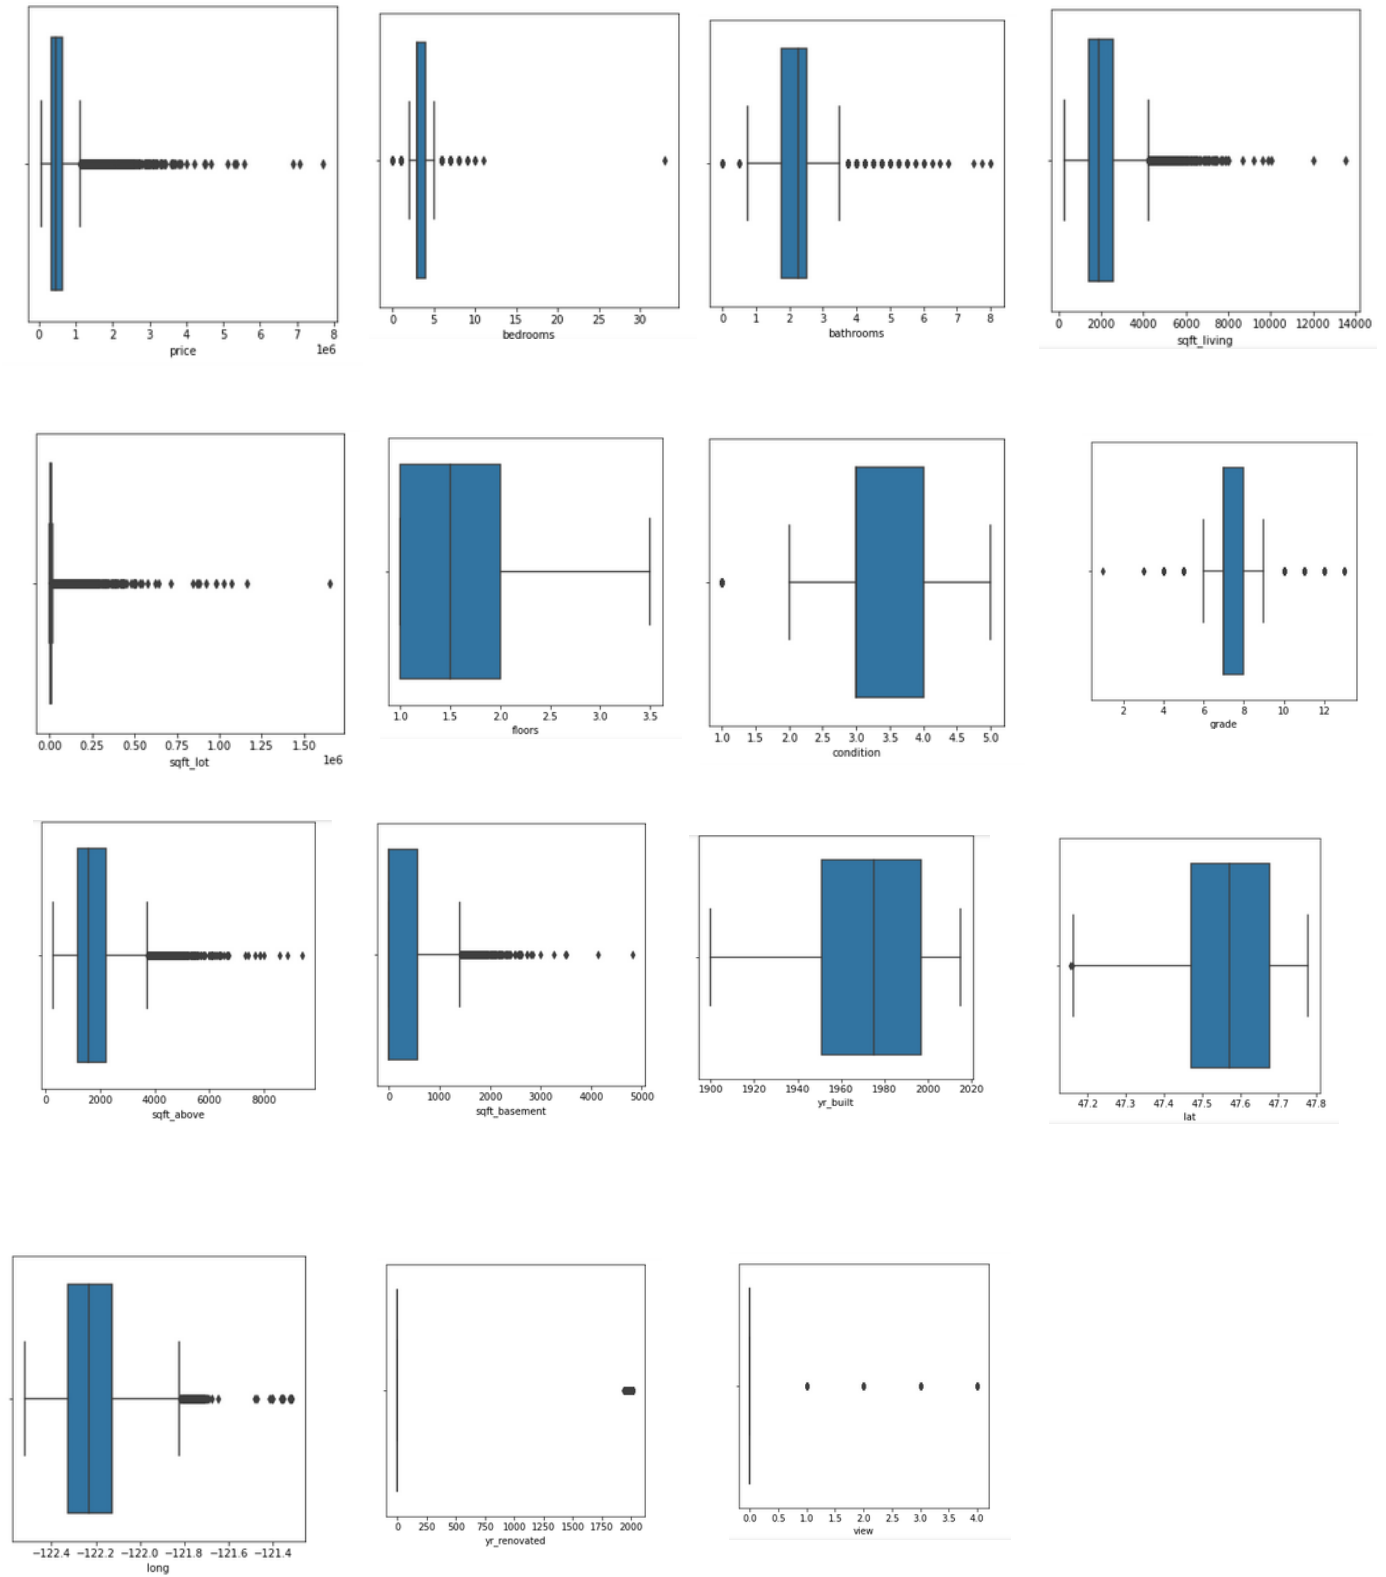 0 1 2 3 4 5 6 7 8
price
1e6
0 5 10 15 20 25 30
bedrooms
0 1 2 3 4 5 6 7 8
bathrooms
0 2000 4000 6000 8000 10000 12000 14000
sqft_living
0.00 0.25 0.50 0.75 1.00 1.25 1.50
sqft_lot
1e6
1.0 1.5 2.0 2.5 3.0 3.5
floors
1.0 1.5 2.0 2.5 3.0 3.5 4.0 4.5 5.0
condition
2 4 6 8 10 12
grade
0 2000 4000 6000 8000
sqft_above
0 1000 2000 3000 4000 5000
sqft_basement
1900 1920 1940 1960 1980 2000 2020
yr_built
47.2 47.3 47.4 47.5 47.6 47.7 47.8
lat
−122.4 −122.2 −122.0 −121.8 −121.6 −121.4
long
0 250 500 750 1000 1250 1500 1750 2000
yr_renovated
0.0 0.5 1.0 1.5 2.0 2.5 3.0 3.5 4.0
view